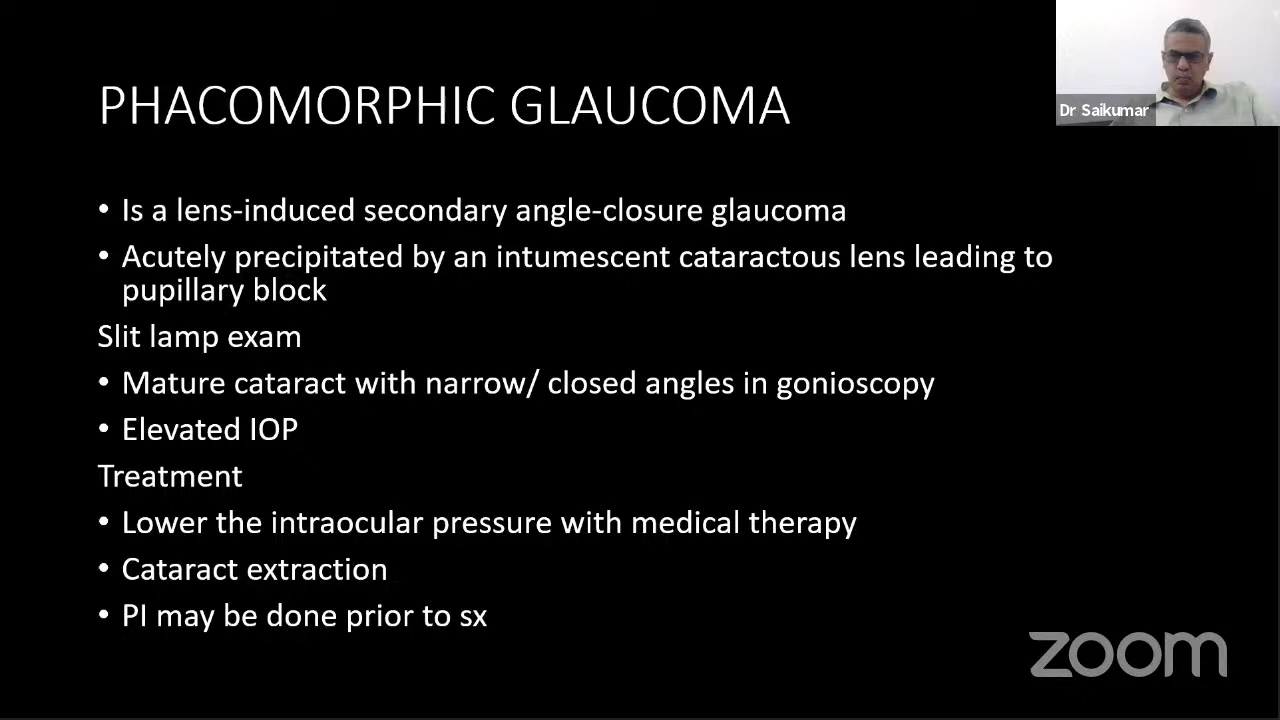 Dr Saikumar
PHACOMORPHIC GLAUCOMA
• Is a lens-induced secondary angle-closure glaucoma
• Acutely precipitated by an intumescent cataractous lens leading to
pupillary block
Slit lamp exam
• Mature cataract with narrow/ closed angles in gonioscopy
• Elevated IOP
Treatment
• Lower the intraocular pressure with medical therapy
• Cataract extraction
• PI may be done prior to sx
zoom